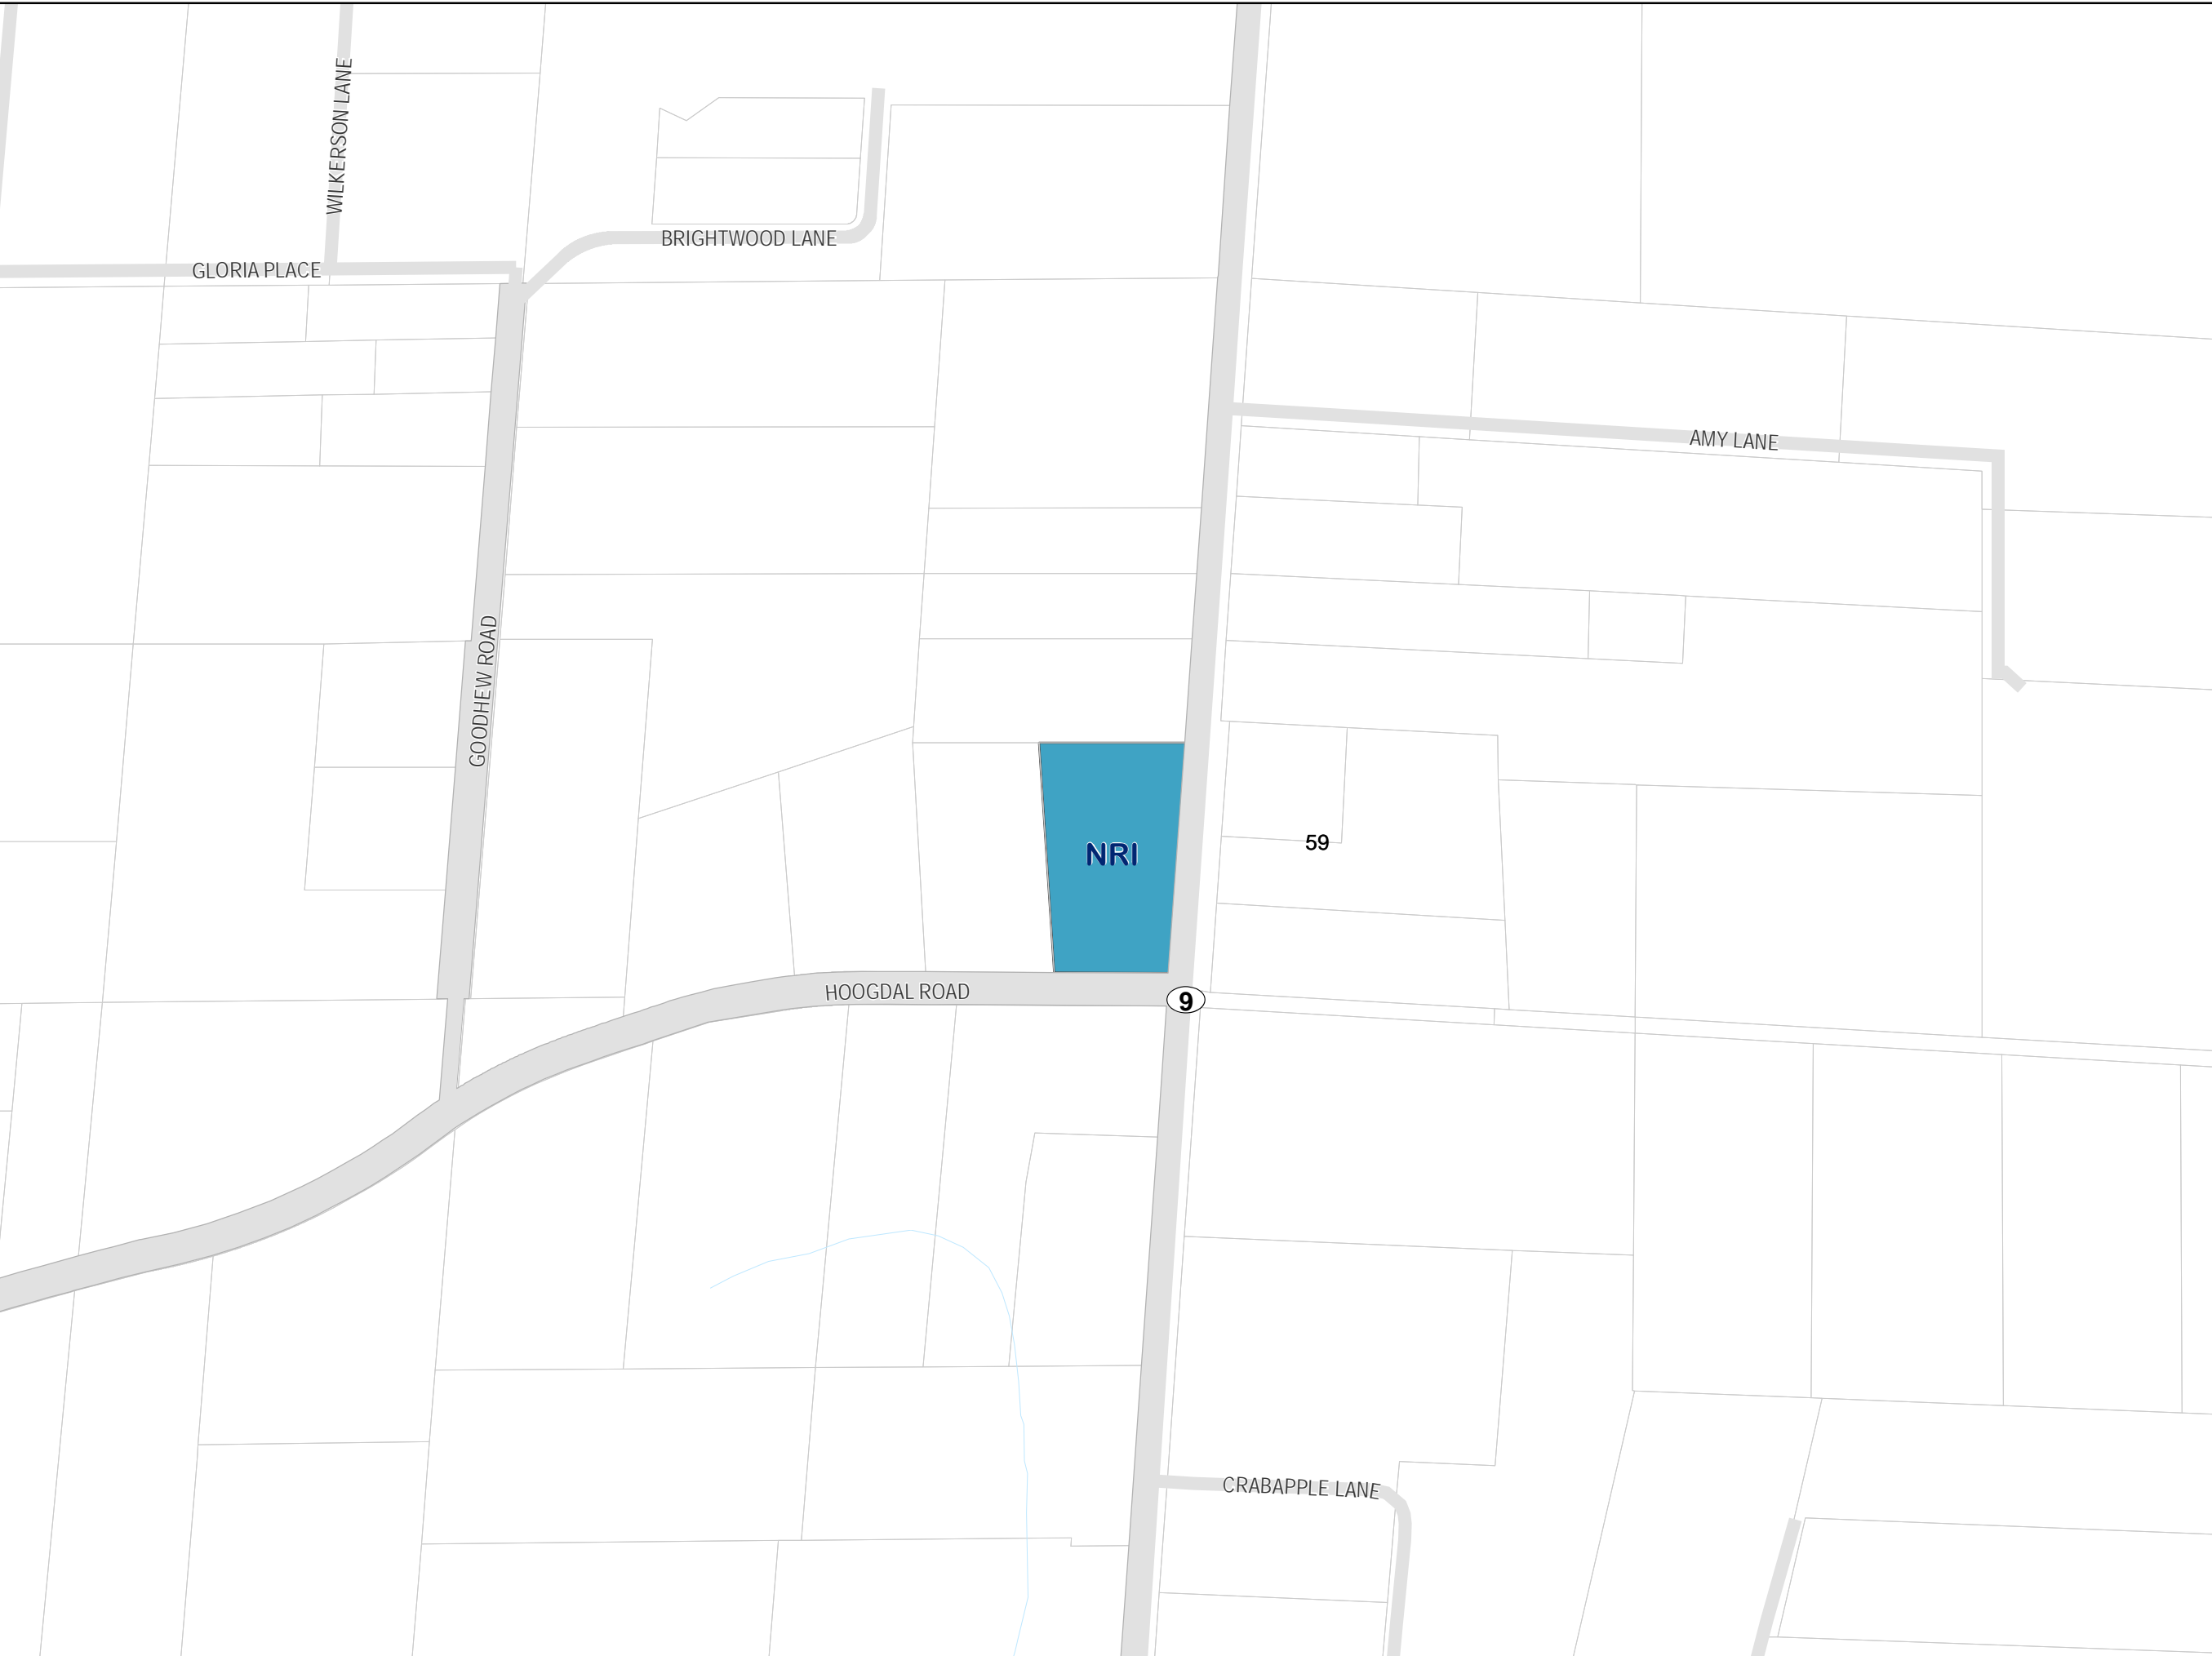 WILKERSON LANE
BRIGHTWOOD LANE
GLORIA PLACE
AMY LANE
GOODHEW ROAD
59
NRI
HOOGDAL ROAD
9
CRABAPPLE LANE